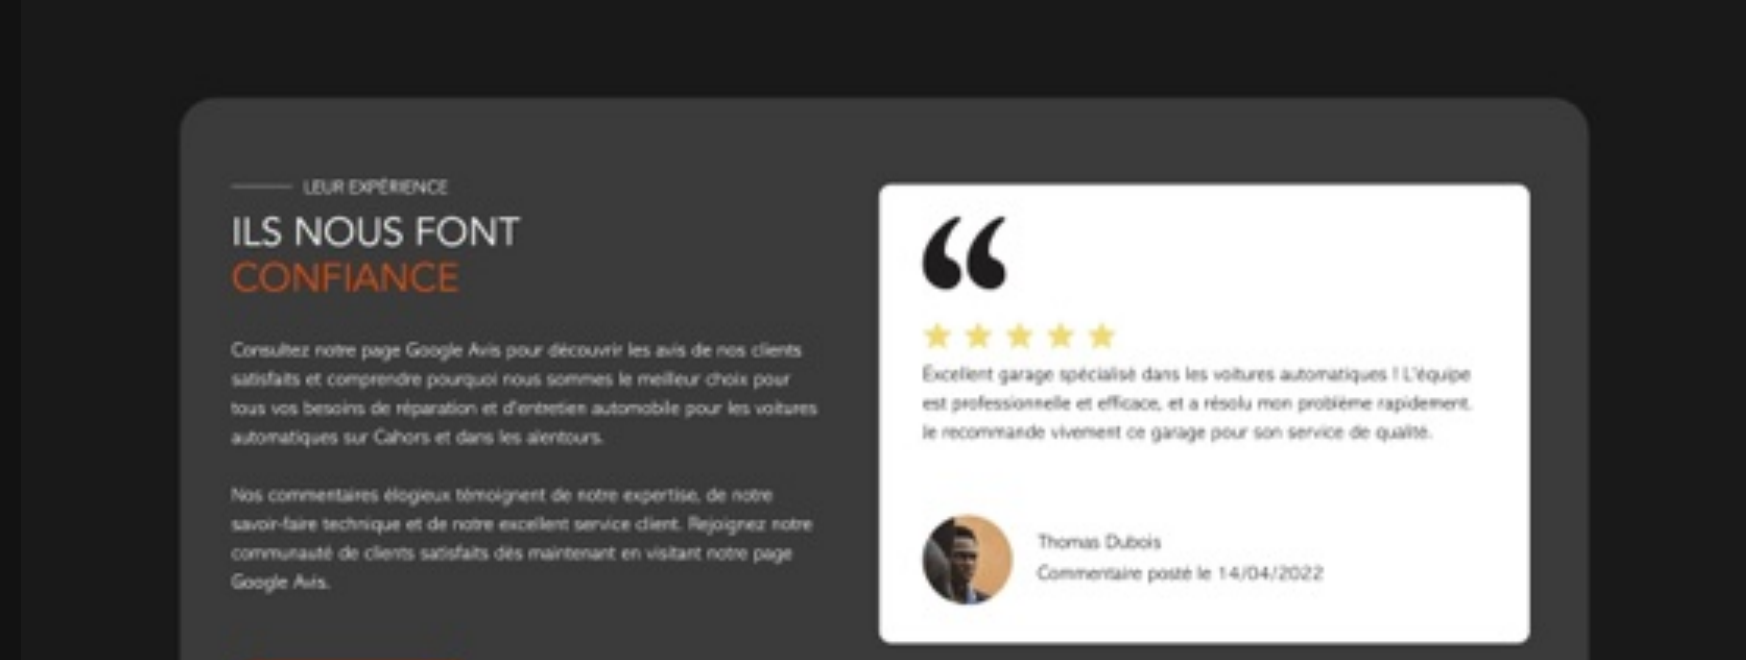 LEUR EXPÉRIENCE
ILS NOUS FONT
CONFIANCE
Consultez notre page Google Avis pour découvrir les avis de nos clients
satisfaits et comprendre pourquoi nous sommes le meilleur choix pour
tous vos besoins de réparation et d'entretien automobile pour les voitures
automatiques sur Cahors et dans les alentours.
Nos commentaires élogieux témoignent de notre expertise, de notre
savoir-faire technique et de notre excellent service client. Rejoignez notre
communauté de clients satisfaits dès maintenant en visitant notre page
Google Avis.
“
Excellent garage spécialisé dans les voitures automatiques ! L'équipe
est professionnelle et efficace, et a résolu mon problème rapidement.
Je recommande vivement ce garage pour son service de qualité.
Thomas Dubois
Commentaire posté le 14/04/2022